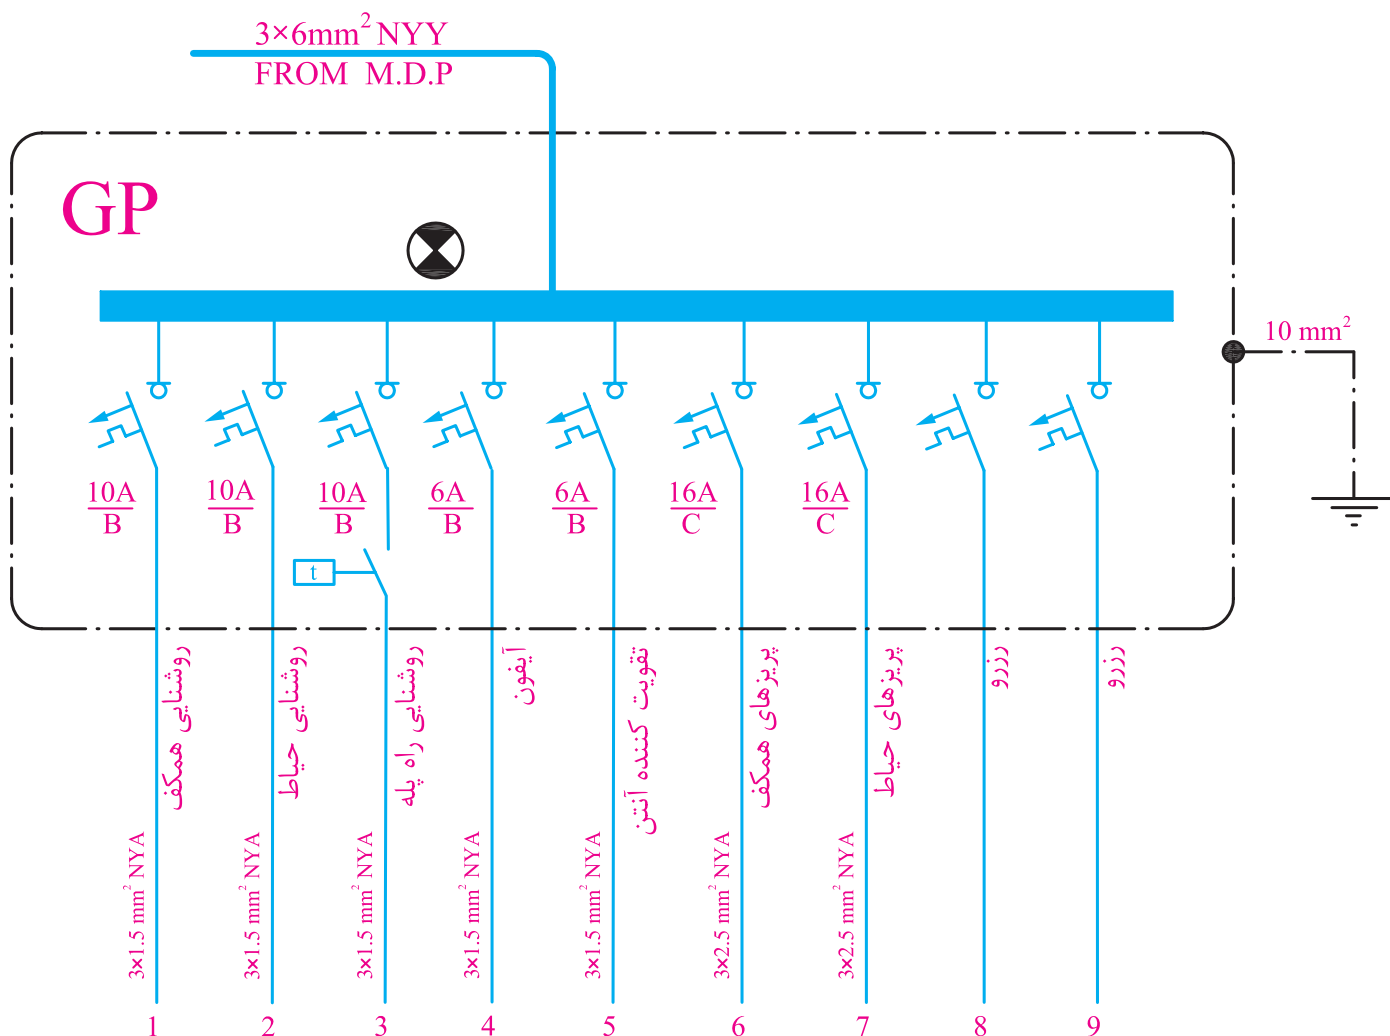 3×6mm² NYY
FROM M.D.P
GP
10 mm²
10A
B
10A
B
10A
B
6A
B
6A
B
16A
C
16A
C
t
روشنایی همکف
روشنایی حیاط
روشنایی راه پله
آیفون
تقویت کننده آنتن
پریزهای همکف
پریزهای حیاط
رزرو
رزرو
3×1.5 mm² NYA
3×1.5 mm² NYA
3×1.5 mm² NYA
3×1.5 mm² NYA
3×1.5 mm² NYA
3×2.5 mm² NYA
3×2.5 mm² NYA
1 2 3 4 5 6 7 8 9